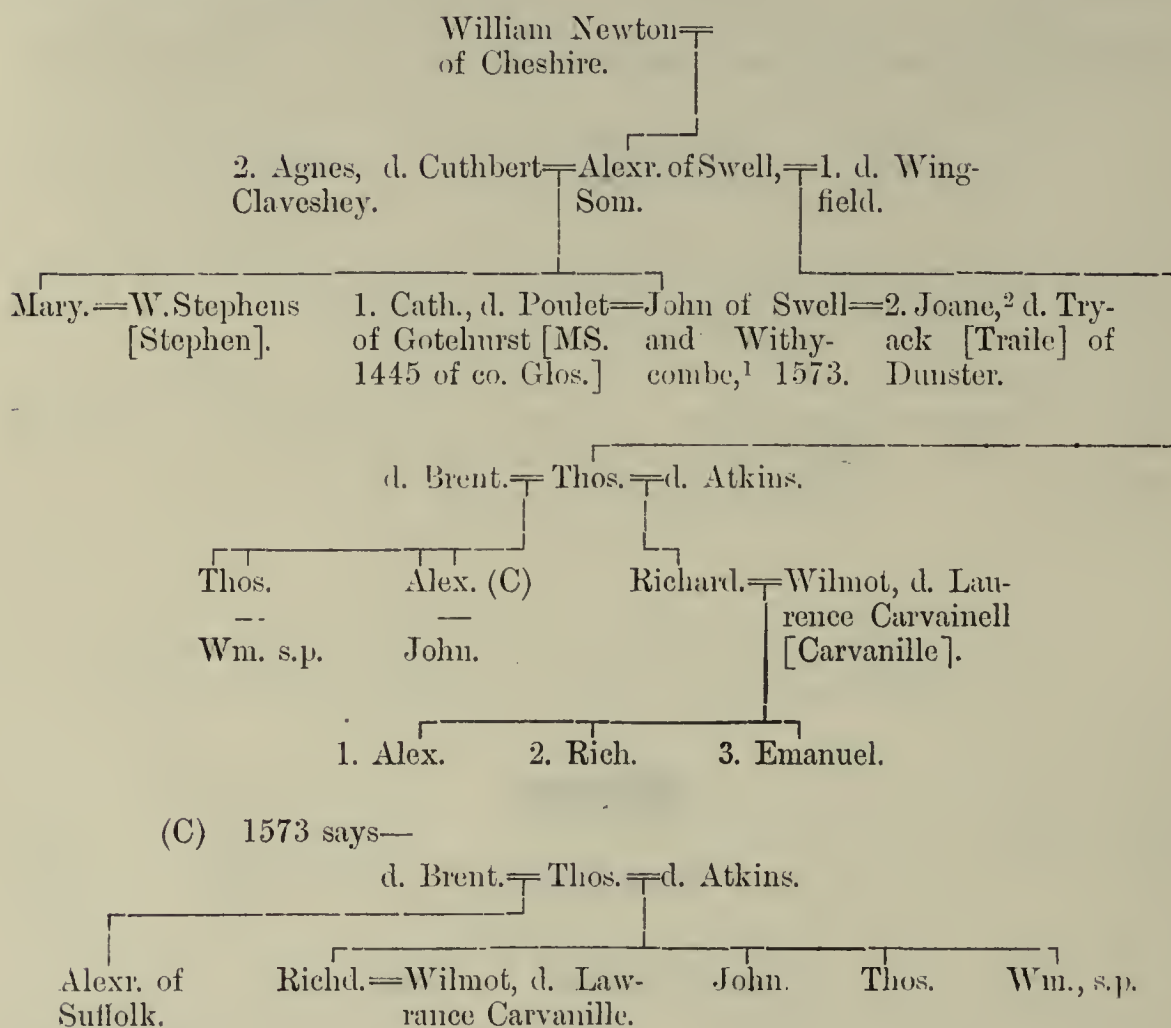 William Newton
of Cheshire.
2. Agnes, d. Cuthbert Alexr. of Swell, 1. d. Wing-
Claveshey. Som. field.
Mary. W. Stephens 1. Cath., d. Poulet John of Swell 2. Joane,² d. Try-
[Stephen]. of Gotehurst [MS. and Withy- ack [Traile] of
1445 of co. Glos.] combe,¹ 1573. Dunster.
d. Brent. Thos. d. Atkins.
Thos. Alex. (C) Richard. Wilmot, d. Lau-
rence Carvainell
Wm. s.p. John. [Carvanille].
1. Alex. 2. Rich. 3. Emanuel.
(C) 1573 says—
d. Brent. Thos. d. Atkins.
Alexr. of Richd. Wilmot, d. Law- John. Thos. Wm., s.p.
Suffolk. rance Carvanille.